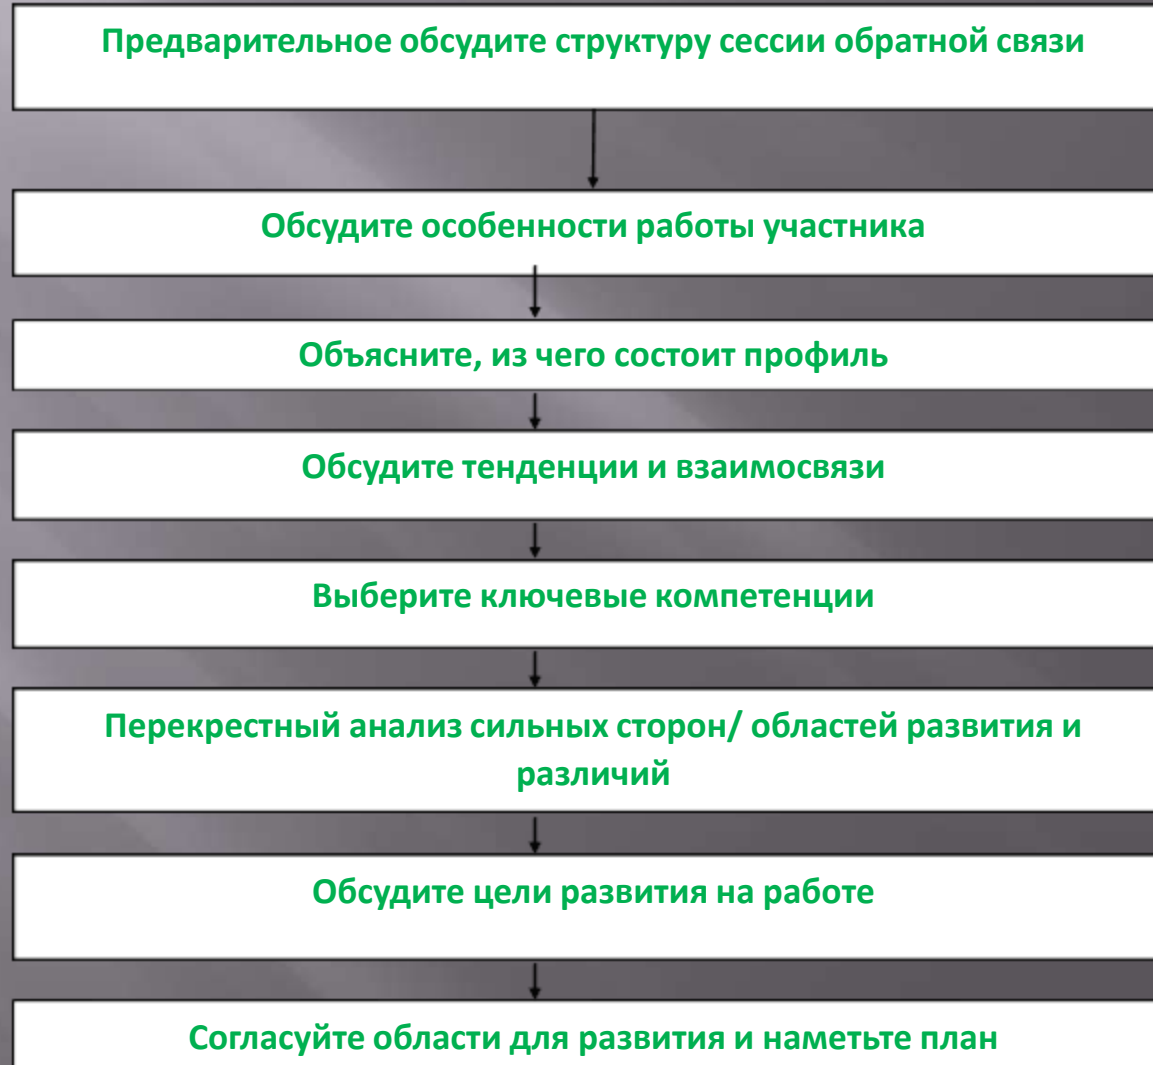 Предварительное обсудите структуру сессии обратной связи
Обсудите особенности работы участника
Объясните, из чего состоит профиль
Обсудите тенденции и взаимосвязи
Выберите ключевые компетенции
Перекрестный анализ сильных сторон/ областей развития и
различий
Обсудите цели развития на работе
Согласуйте области для развития и наметьте план